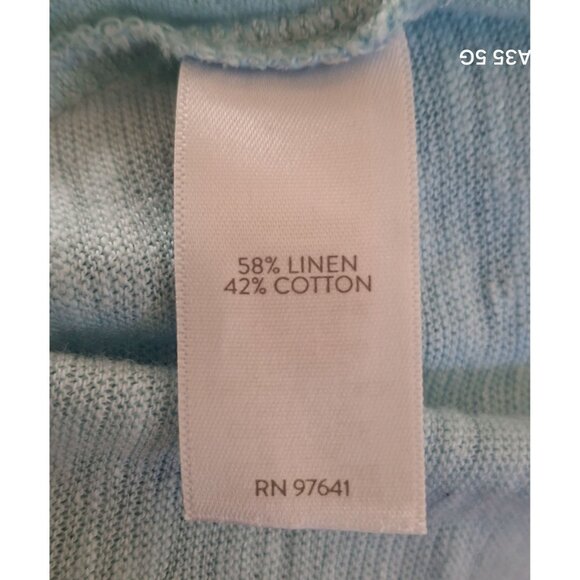 A35 5G
58% LINEN
42% COTTON
RN 97641